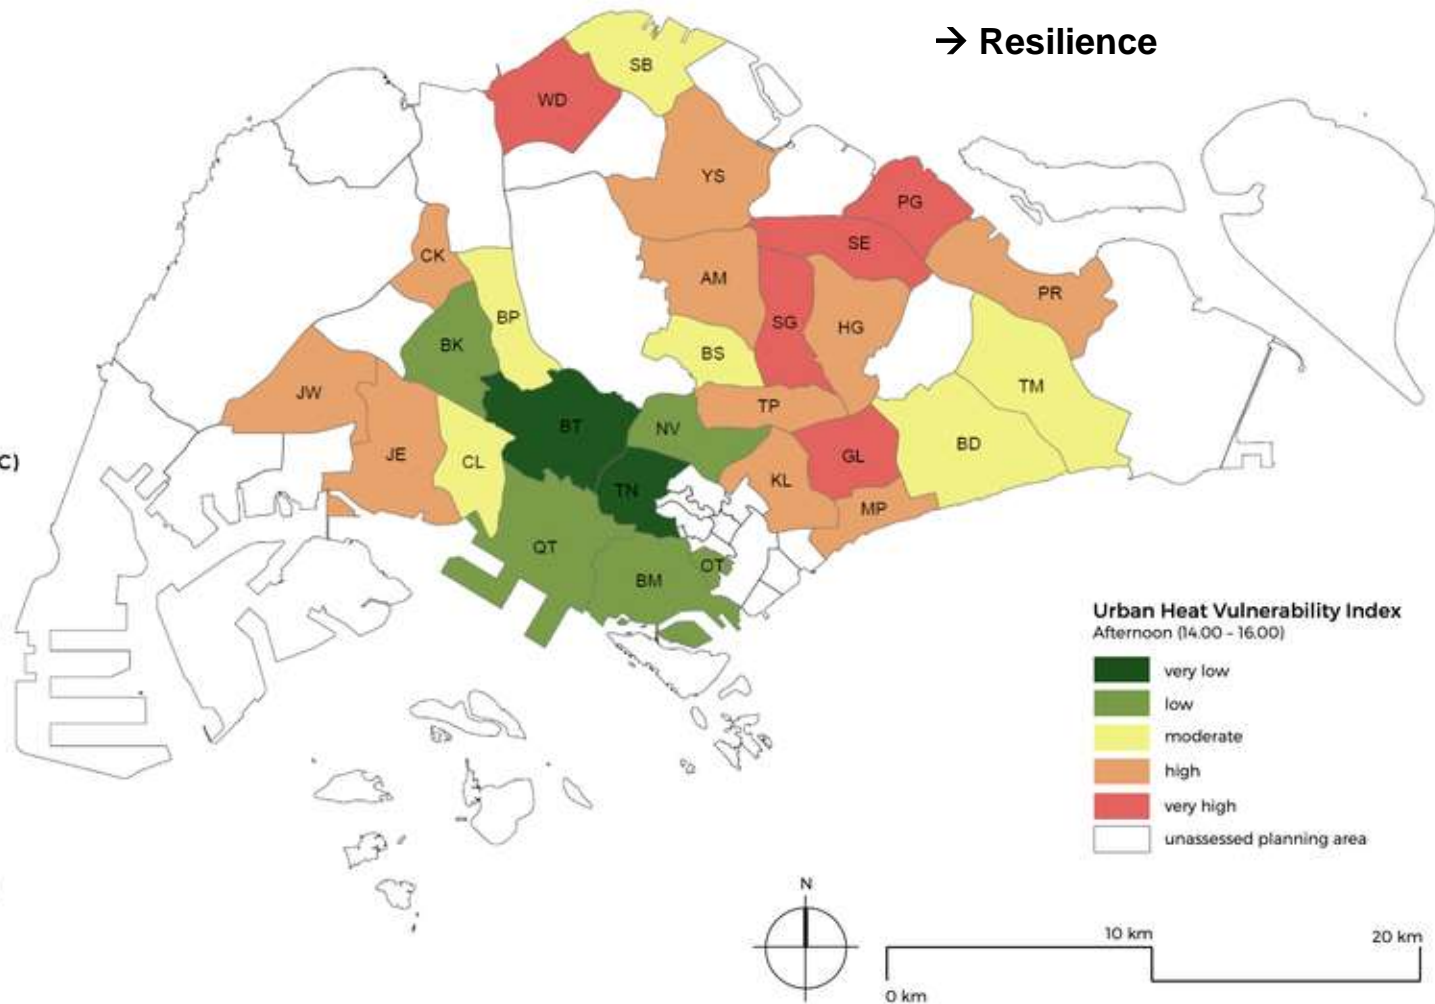 → Resilience
SB
WD
YS
PG
SE
CK
AM
PR
BP
SG
HG
BK
BS
TM
JW
TP
BT
NV
BD
JE
CL
GL
KL
TN
MP
QT
OT
BM
C)
Urban Heat Vulnerability Index
Afternoon (14.00 - 16.00)
very low
low
moderate
high
very high
unassessed planning area
N
10 km
20 km
0 km